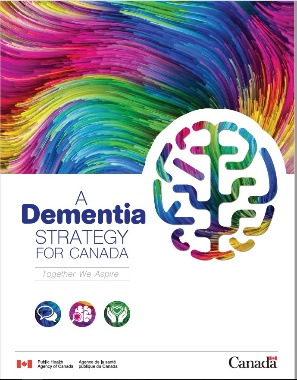 A
Dementia
STRATEGY
FOR CANADA
Together We Aspire
Public Health
Agency of Canada
Agence de la santé
publique du Canada
Canada